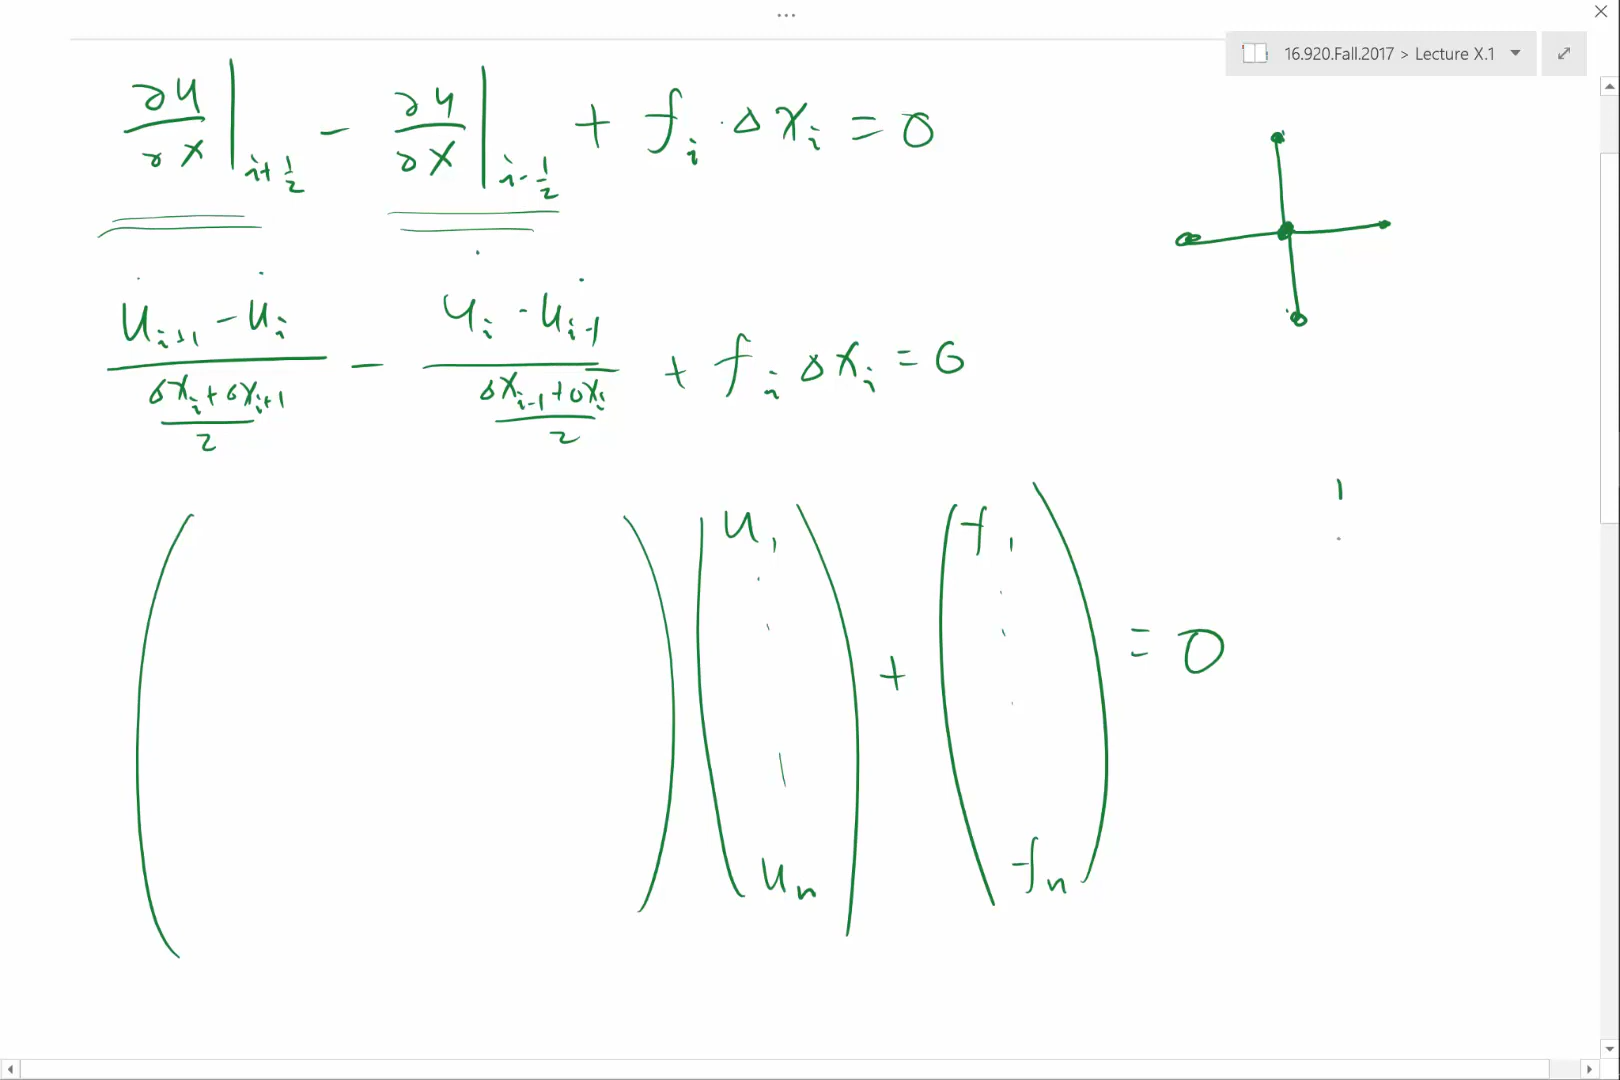 16.920.Fall.2017 > Lecture X.1
∂u/∂x |i+1/2 - ∂u/∂x |i-1/2 + fi · Δxi = 0
(ui+1 - ui)/((Δxi + Δxi+1)/2) - (ui - ui-1)/((Δxi-1 + Δxi)/2) + fi Δxi = 0
( ) (u1 ⋮ un) + (f1 ⋮ fn) = 0